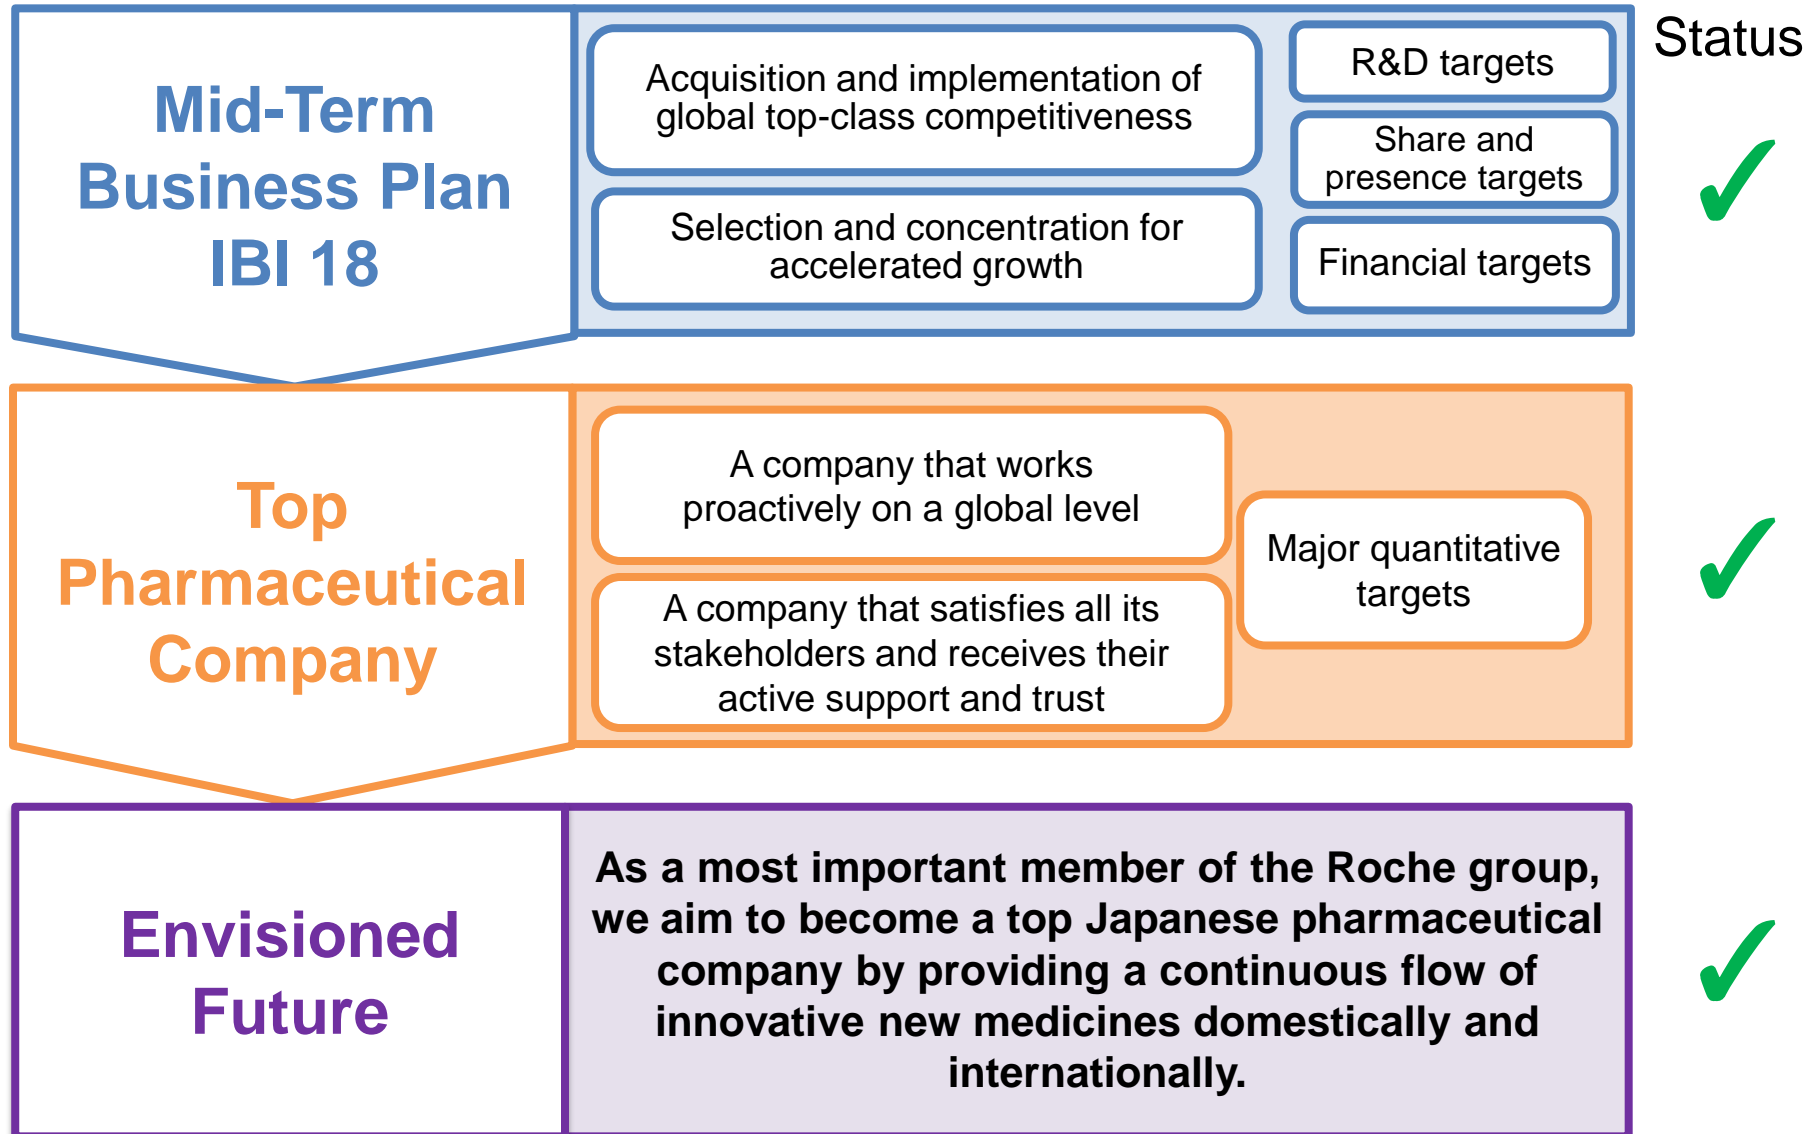 Status
Mid-Term
Business Plan
IBI 18
Acquisition and implementation of
global top-class competitiveness
Selection and concentration for
accelerated growth
R&D targets
Share and
presence targets
Financial targets
Top
Pharmaceutical
Company
A company that works
proactively on a global level
A company that satisfies all its
stakeholders and receives their
active support and trust
Major quantitative
targets
Envisioned
Future
As a most important member of the Roche group,
we aim to become a top Japanese pharmaceutical
company by providing a continuous flow of
innovative new medicines domestically and
internationally.